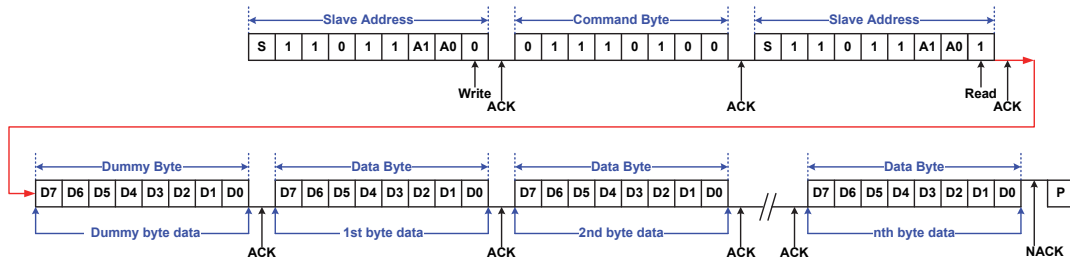 Slave Address Command Byte Slave Address
S 1 1 0 1 1 A1 A0 0 0 1 1 1 0 1 0 0 S 1 1 0 1 1 A1 A0 1
Write ACK ACK Read ACK
Dummy Byte Data Byte Data Byte Data Byte
D7 D6 D5 D4 D3 D2 D1 D0 D7 D6 D5 D4 D3 D2 D1 D0 D7 D6 D5 D4 D3 D2 D1 D0 // D7 D6 D5 D4 D3 D2 D1 D0 P
Dummy byte data 1st byte data 2nd byte data nth byte data
ACK ACK ACK ACK NACK